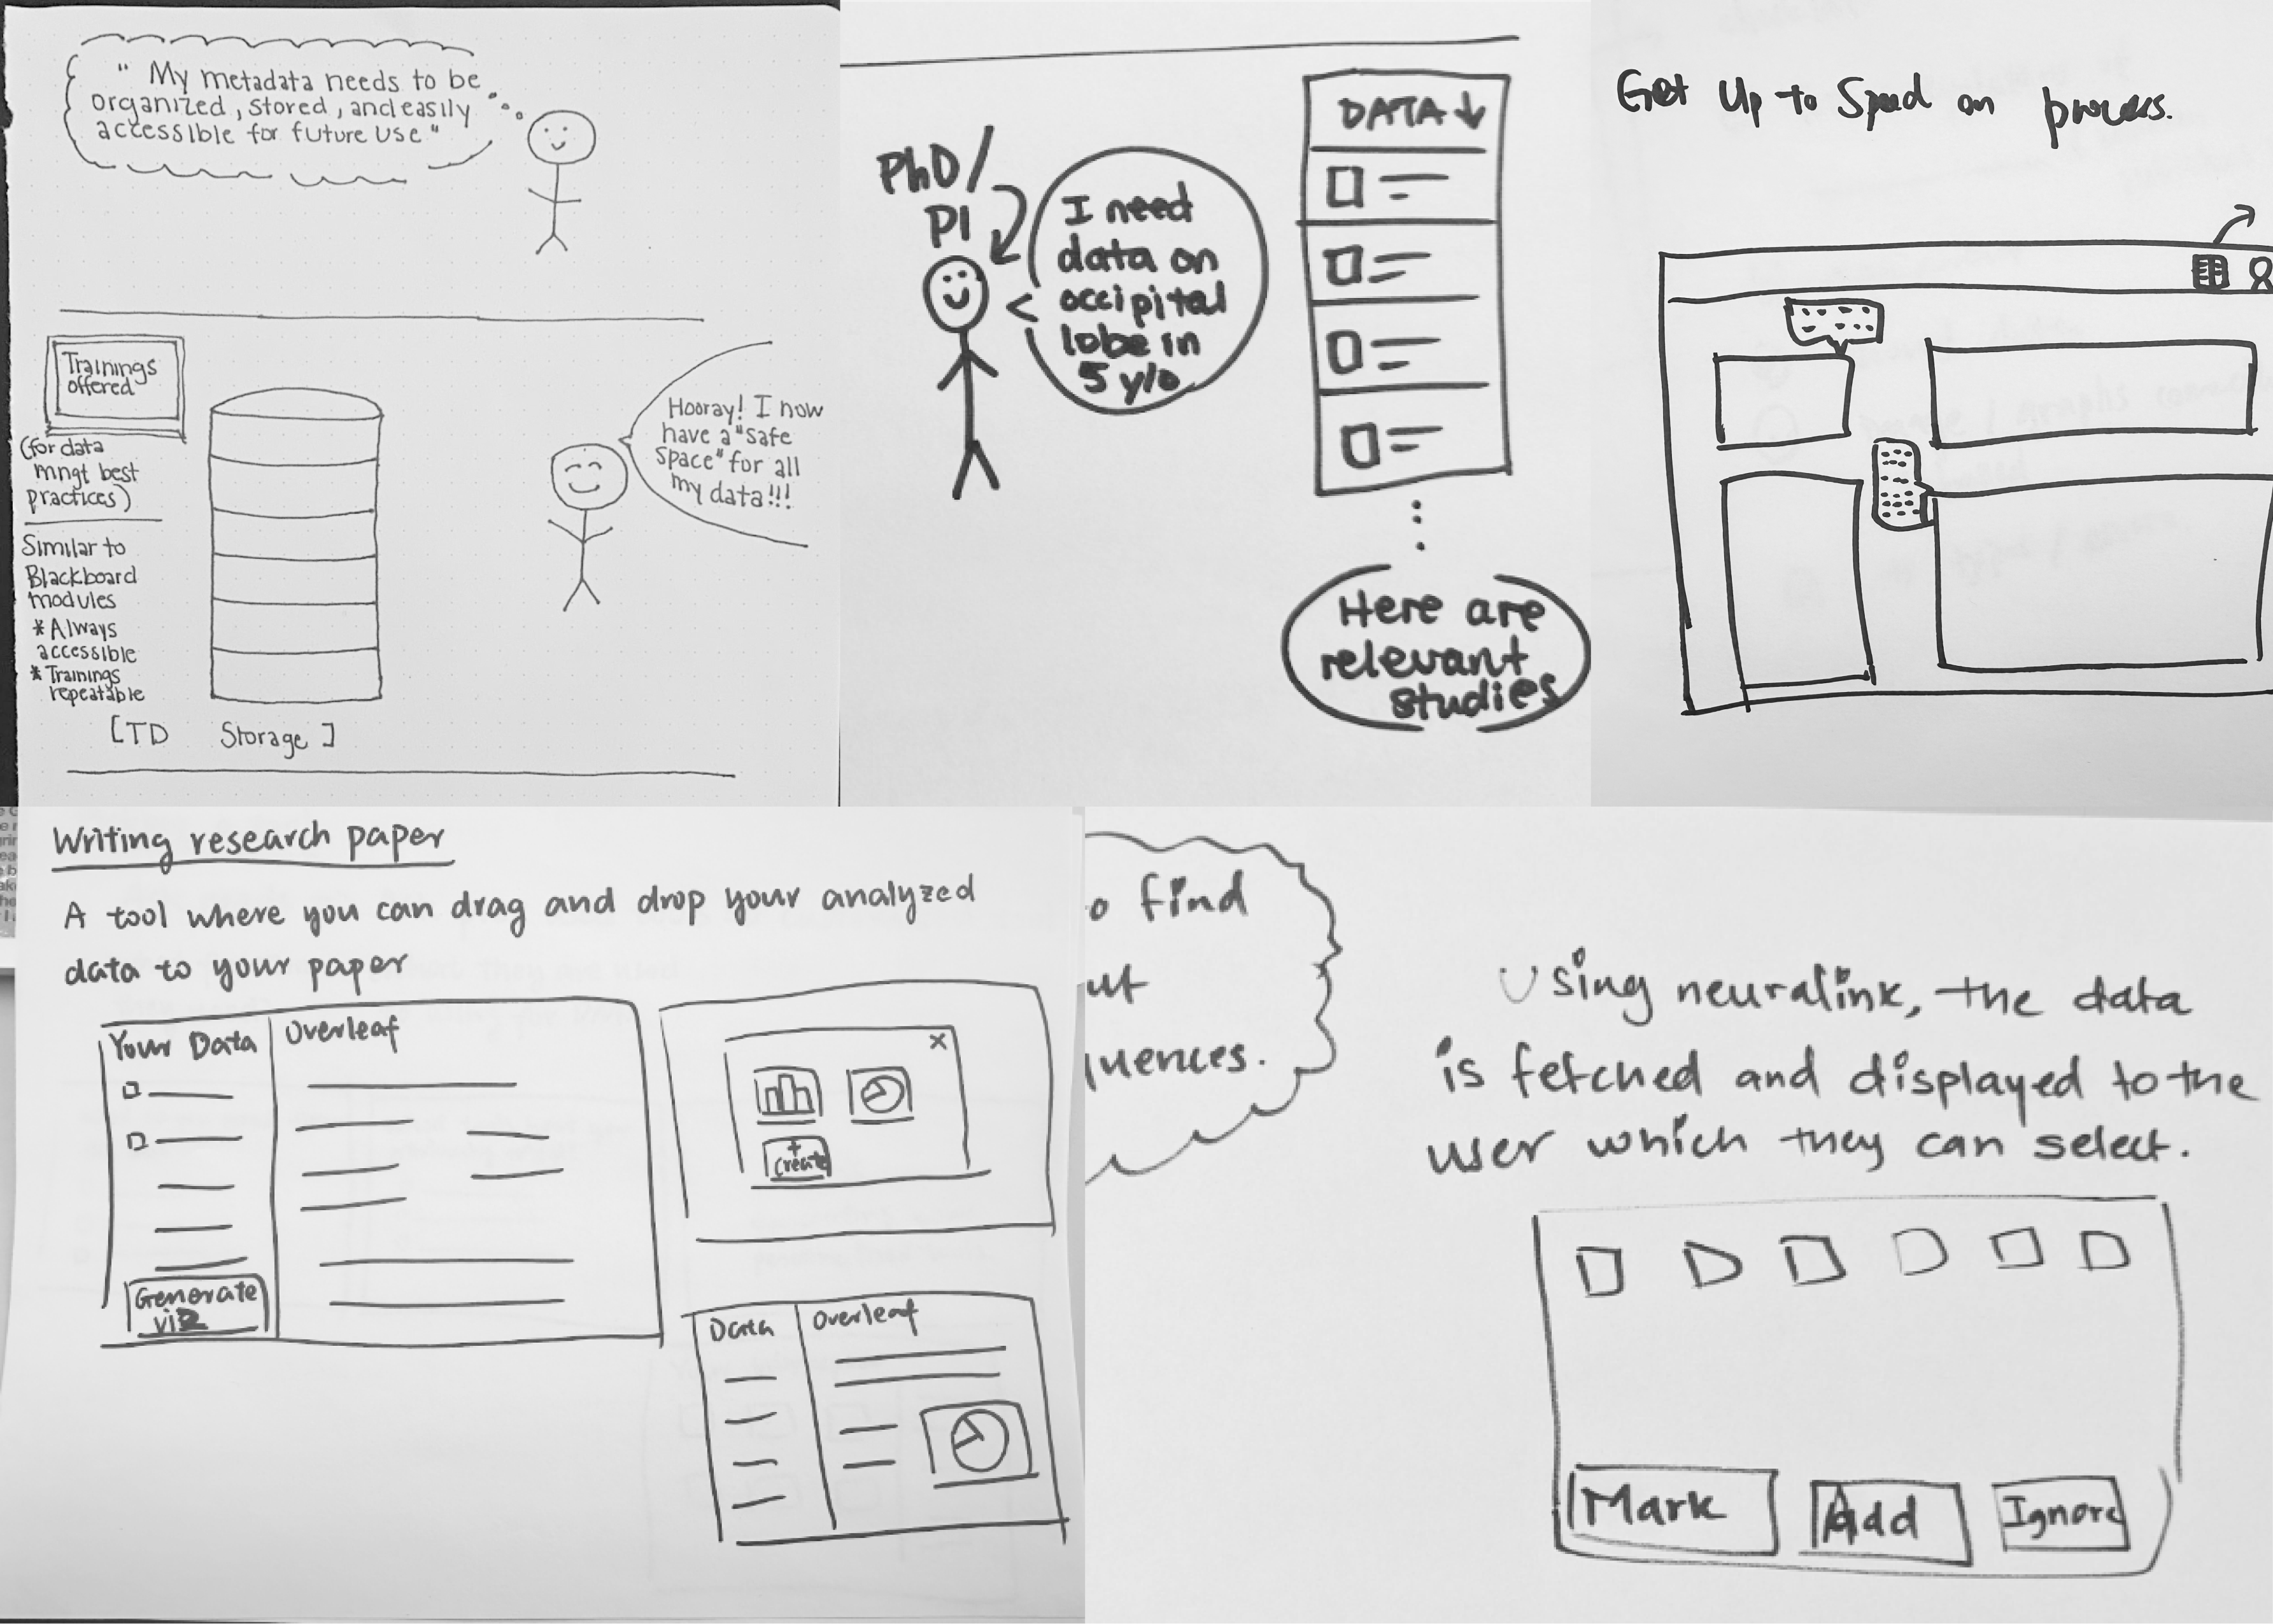 " My metadata needs to be
organized, stored, and easily
accessible for future use "
Trainings
offered
(for data
mngt best
practices)
Similar to
Blackboard
modules
* Always
accessible
* Trainings
repeatable
[TD Storage]
Hooray! I now
have a "safe
space" for all
my data!!!
PhD/
PI
I need
data on
occipital
lobe in
5 y/o
DATA ↓
Here are
relevant
studies
Get Up to Speed on process.
Writing research paper
A tool where you can drag and drop your analyzed
data to your paper
Your Data
Overleaf
Generate
viz
+
Create
X
Data
Overleaf
o find
ut
uences.
Using neuralink, the data
is fetched and displayed to the
user which they can select.
Mark
Add
Ignore